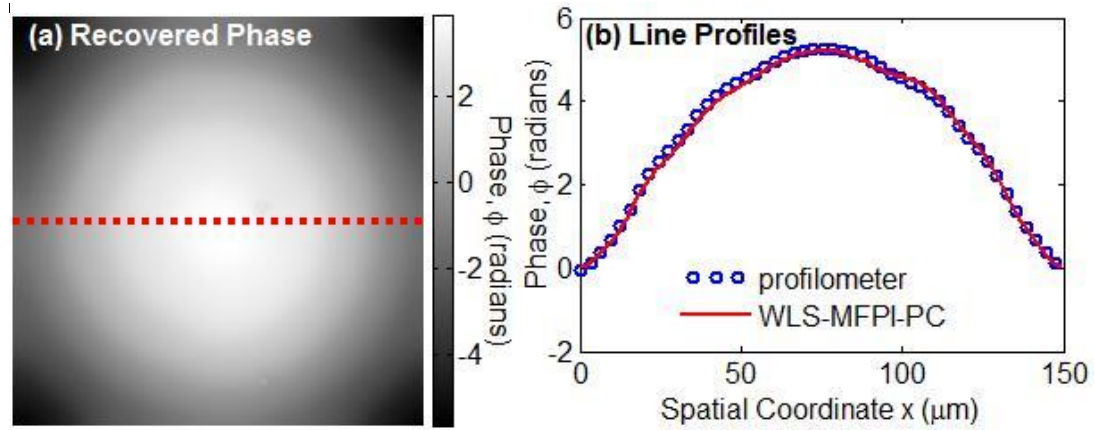 (a) Recovered Phase
2
0
-2
-4
Phase, ϕ (radians)
(b) Line Profiles
6
4
2
0
-2
Phase, ϕ (radians)
profilometer
WLS-MFPI-PC
0 50 100 150
Spatial Coordinate x (μm)